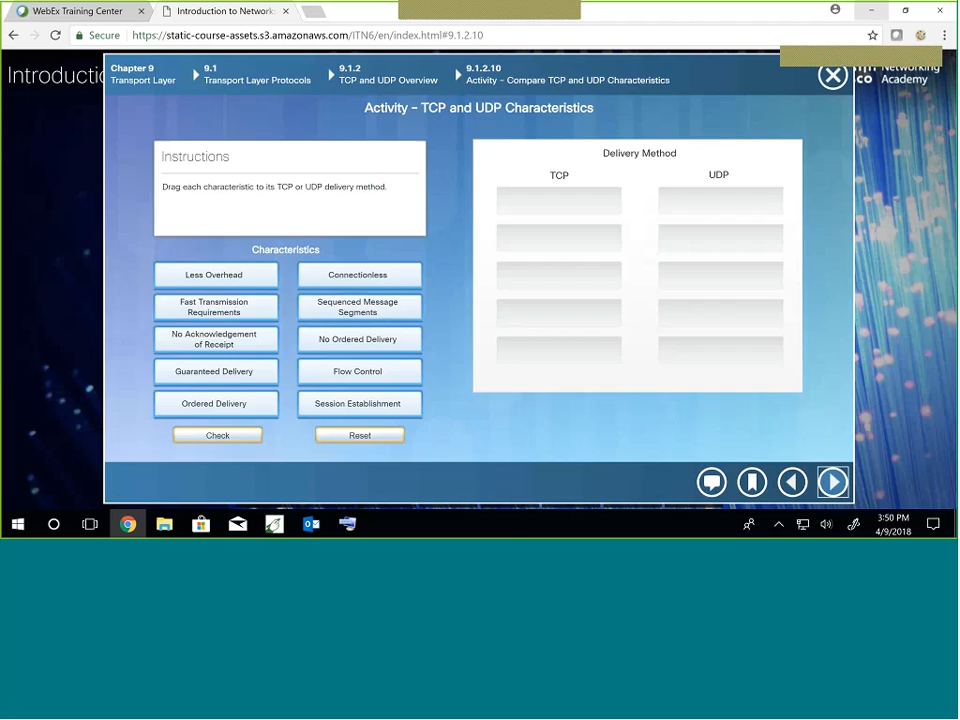 WebEx Training Center
Introduction to Network
Secure
https://static-course-assets.s3.amazonaws.com/ITN6/en/index.html#9.1.2.10
Introductio
Networking
Academy
Chapter 9
Transport Layer
9.1
Transport Layer Protocols
9.1.2
TCP and UDP Overview
9.1.2.10
Activity – Compare TCP and UDP Characteristics
Activity – TCP and UDP Characteristics
Instructions
Drag each characteristic to its TCP or UDP delivery method.
Characteristics
Less Overhead
Connectionless
Fast Transmission
Requirements
Sequenced Message
Segments
No Acknowledgement
of Receipt
No Ordered Delivery
Guaranteed Delivery
Flow Control
Ordered Delivery
Session Establishment
Check
Reset
Delivery Method
TCP
UDP
3:50 PM
4/9/2018